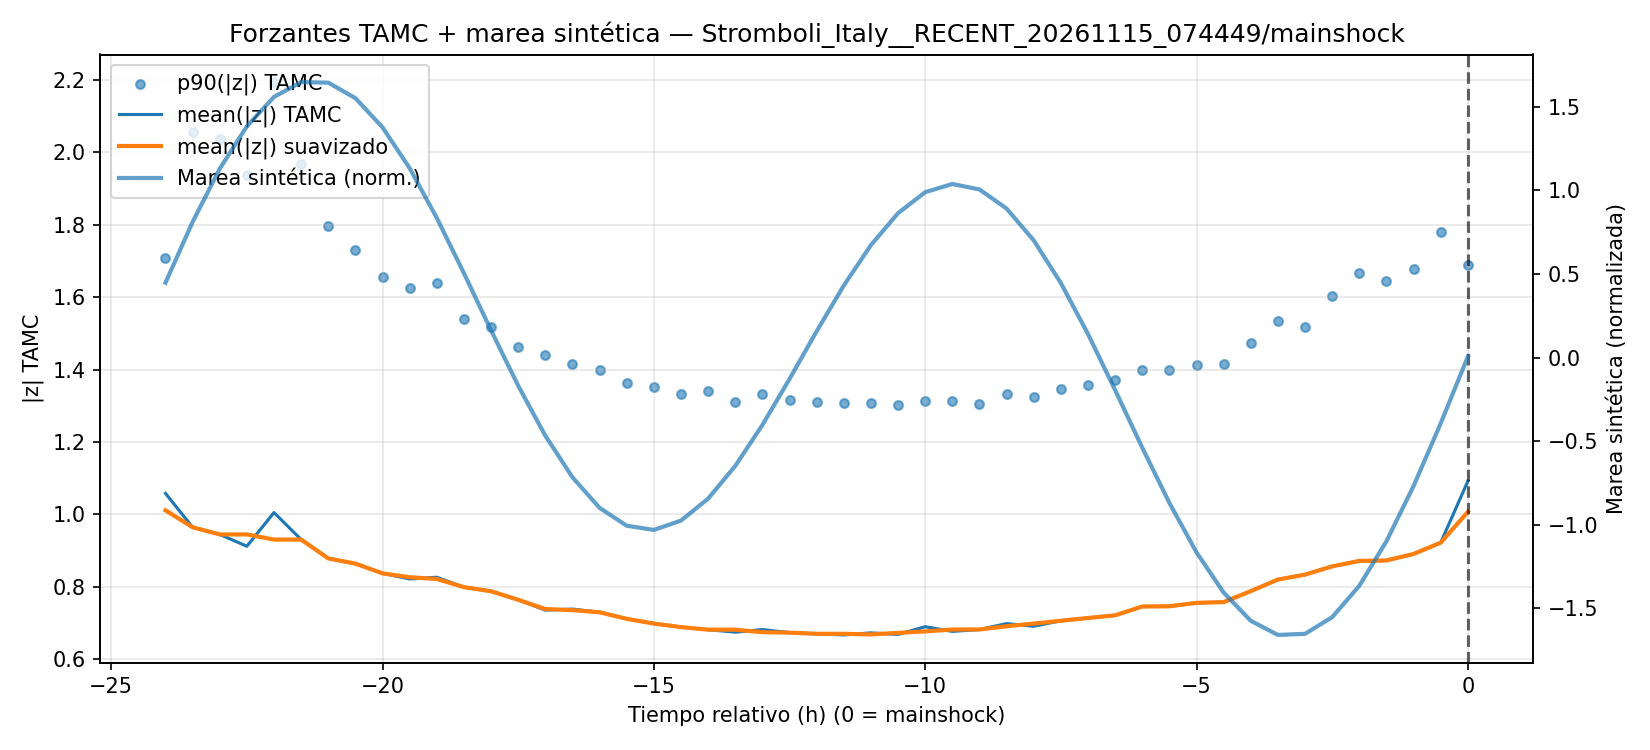 Forzantes TAMC + marea sintética — Stromboli_Italy__RECENT_20261115_074449/mainshock
p90(|z|) TAMC
mean(|z|) TAMC
mean(|z|) suavizado
Marea sintética (norm.)
|z| TAMC
2.2
2.0
1.8
1.6
1.4
1.2
1.0
0.8
0.6
1.5
1.0
0.5
0.0
−0.5
−1.0
−1.5
Marea sintética (normalizada)
−25
−20
−15
−10
−5
0
Tiempo relativo (h) (0 = mainshock)